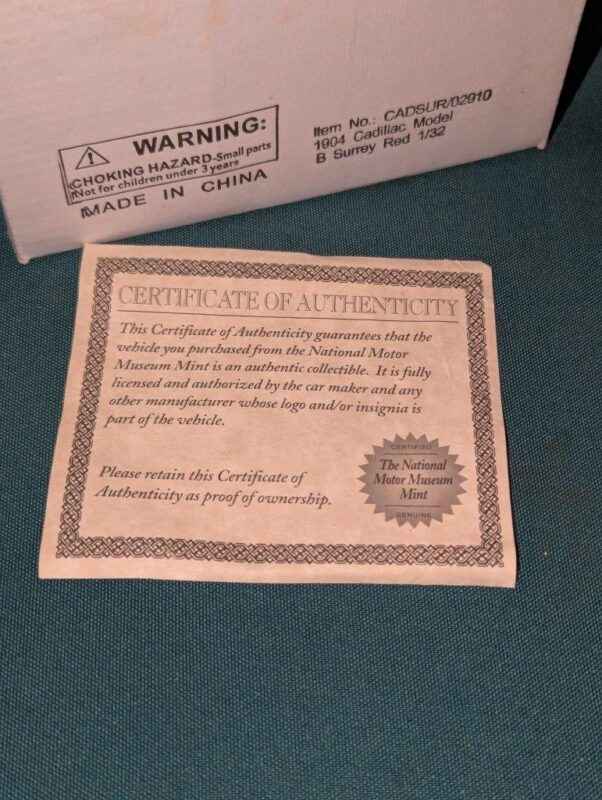 WARNING:
CHOKING HAZARD-Small parts
Not for children under 3 years
MADE IN CHINA
Item No.: CADSUR/02910
1904 Cadillac Model
B Surrey Red 1/32
CERTIFICATE OF AUTHENTICITY
This Certificate of Authenticity guarantees that the
vehicle you purchased from the National Motor
Museum Mint is an authentic collectible. It is fully
licensed and authorized by the car maker and any
other manufacturer whose logo and/or insignia is
part of the vehicle.
Please retain this Certificate of
Authenticity as proof of ownership.
CERTIFIED
The National
Motor Museum
Mint
GENUINE